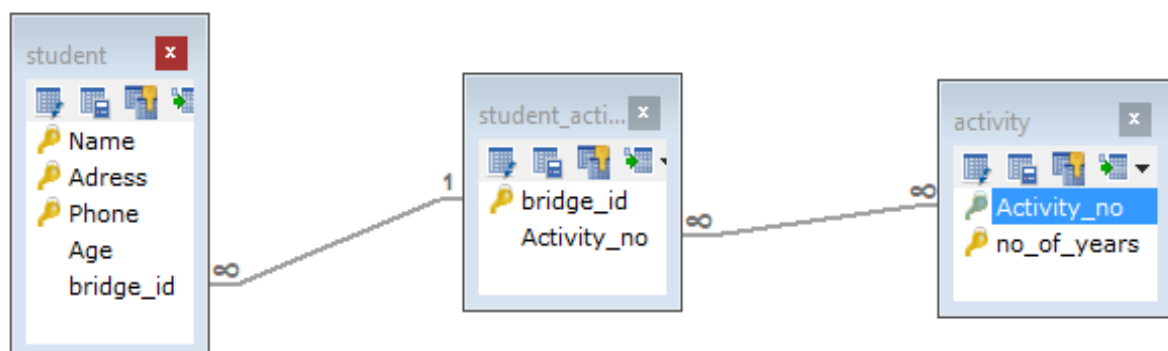 student
x
Name
Adress
Phone
Age
bridge_id
∞
1
student_acti...
x
bridge_id
Activity_no
∞
∞
activity
x
Activity_no
no_of_years